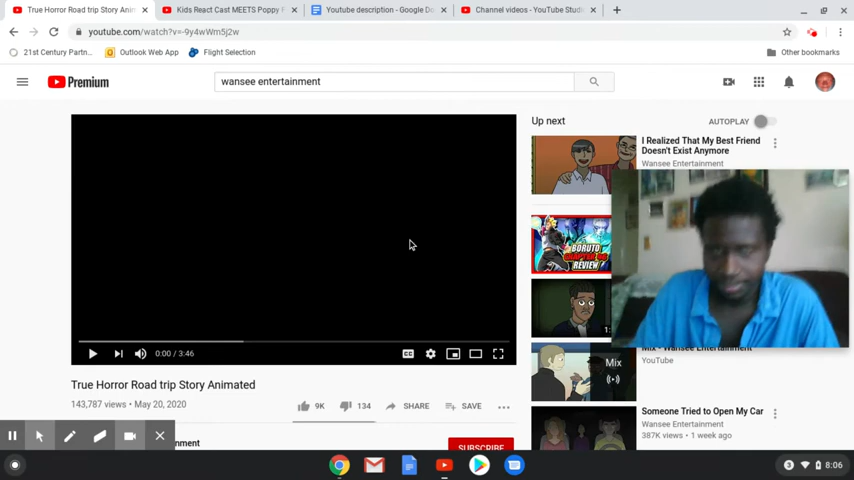 True Horror Road trip Story Anim
Kids React Cast MEETS Poppy F
Youtube description - Google Do
Channel videos - YouTube Studi
youtube.com/watch?v=-9y4wWm5j2w
21st Century Partn...
Outlook Web App
Flight Selection
Other bookmarks
Premium
wansee entertainment
Up next
AUTOPLAY
I Realized That My Best Friend
Doesn't Exist Anymore
Wansee Entertainment
BORUTO
REVIEW
1:
0:00 / 3:46
CC
Mix
Mix - Wansee Entertainment
YouTube
True Horror Road trip Story Animated
143,787 views • May 20, 2020
9K
134
SHARE
SAVE
Someone Tried to Open My Car
Wansee Entertainment
387K views • 1 week ago
nment
SUBSCRIBE
3
8:06